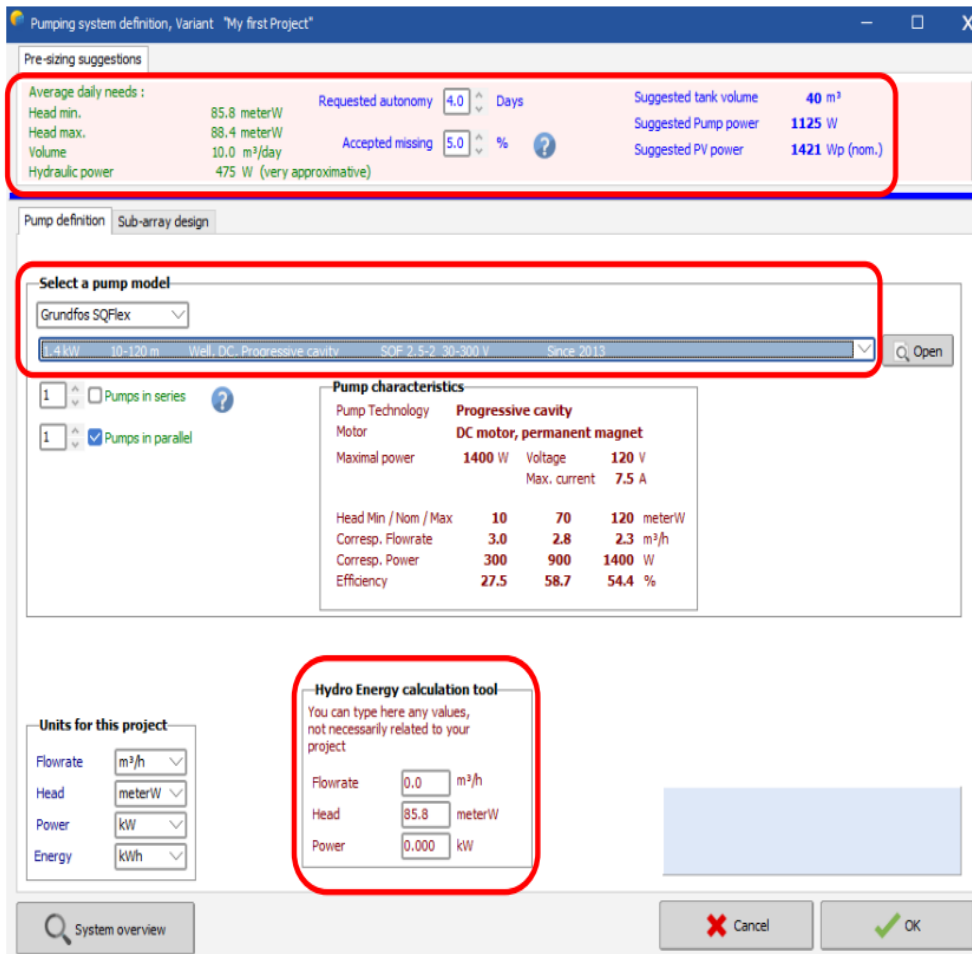 Pumping system definition, Variant "My first Project"
Pre-sizing suggestions
Average daily needs :
Head min. 85.8 meterW
Head max. 88.4 meterW
Volume 10.0 m³/day
Hydraulic power 475 W (very approximative)
Requested autonomy 4.0 Days
Accepted missing 5.0 %
Suggested tank volume 40 m³
Suggested Pump power 1125 W
Suggested PV power 1421 Wp (nom.)
Pump definition Sub-array design
Select a pump model
Grundfos SQFlex
1.4 kW 10-120 m Well, DC, Progressive cavity SQF 2.5-2 30-300 V Since 2013
Open
1 Pumps in series
1 Pumps in parallel
Pump characteristics
Pump Technology Progressive cavity
Motor DC motor, permanent magnet
Maximal power 1400 W Voltage 120 V
Max. current 7.5 A
Head Min / Nom / Max 10 70 120 meterW
Corresp. Flowrate 3.0 2.8 2.3 m³/h
Corresp. Power 300 900 1400 W
Efficiency 27.5 58.7 54.4 %
Units for this project
Flowrate m³/h
Head meterW
Power kW
Energy kWh
Hydro Energy calculation tool
You can type here any values,
not necessarily related to your
project
Flowrate 0.0 m³/h
Head 85.8 meterW
Power 0.000 kW
System overview
Cancel
OK